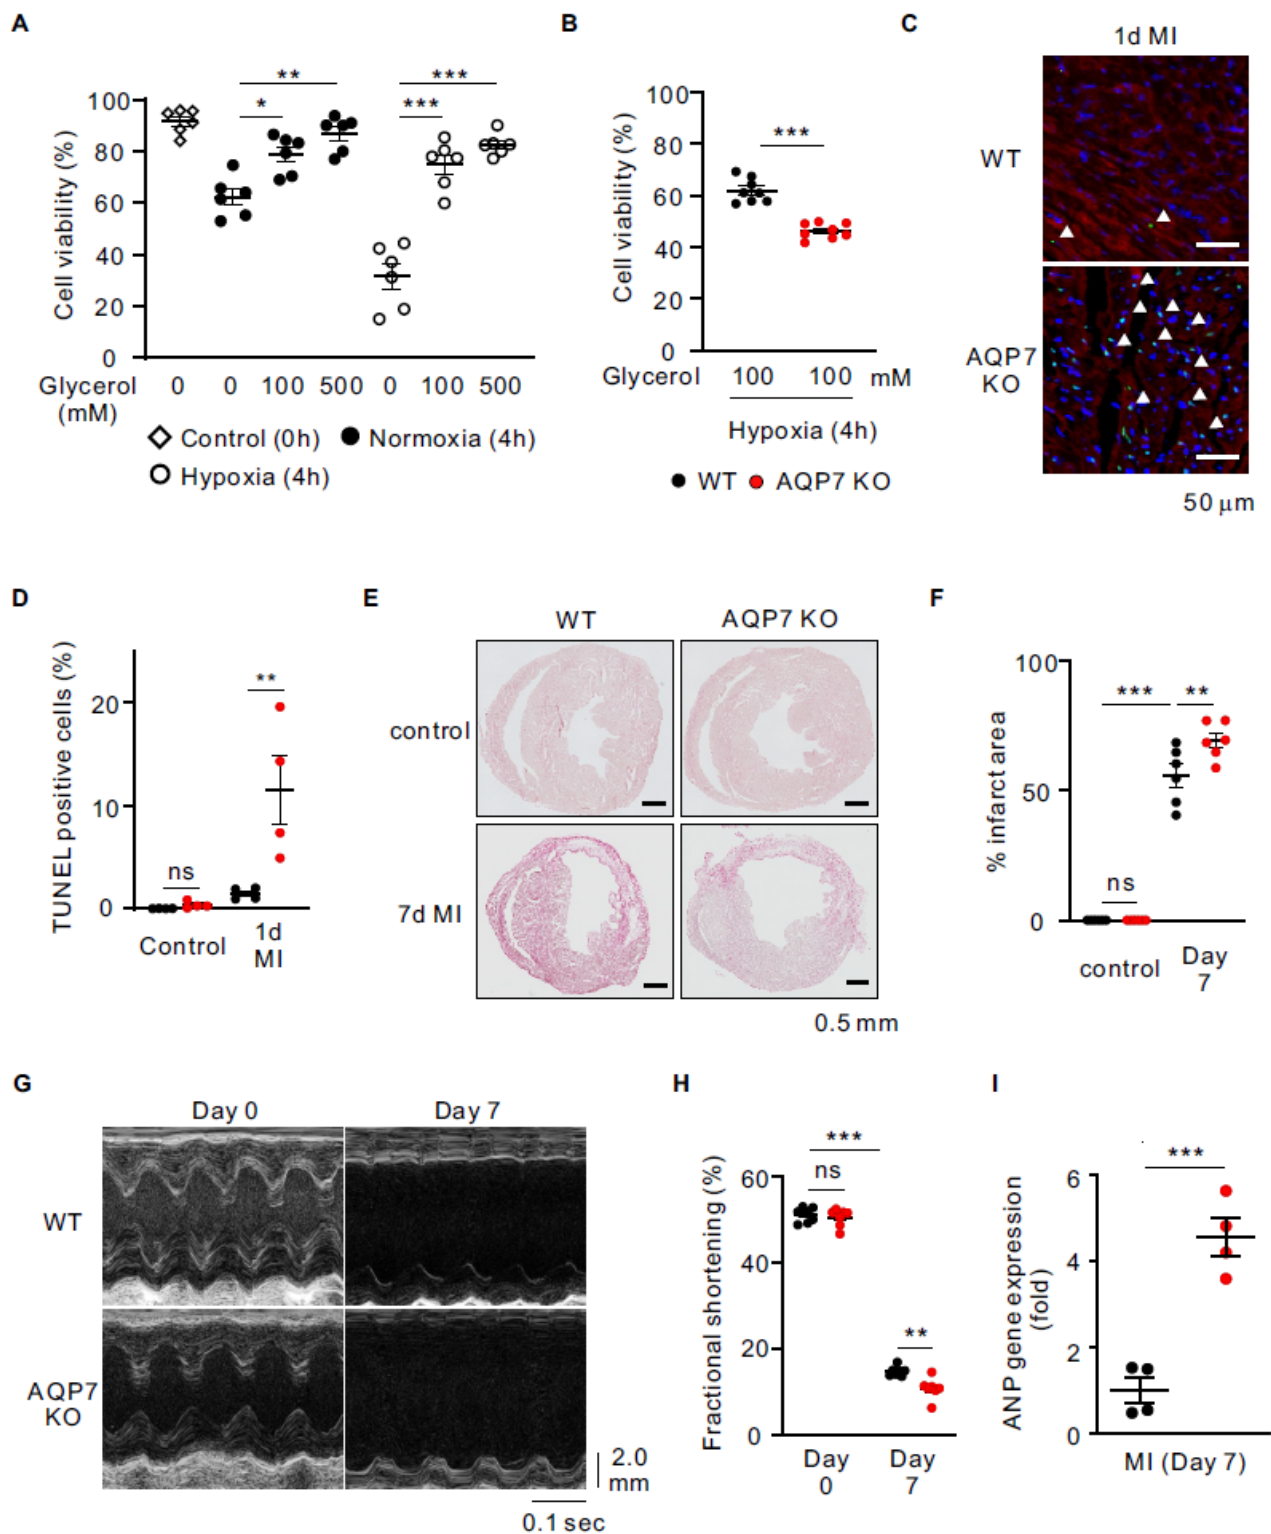 A
Cell viability (%)
100
80
60
40
20
0
** ***
* ***
Glycerol (mM) 0 0 100 500 0 100 500
Control (0h) Normoxia (4h)
Hypoxia (4h)
B
Cell viability (%)
100
80
60
40
20
0
***
Glycerol 100 100 mM
Hypoxia (4h)
WT AQP7 KO
C
1d MI
WT
AQP7
KO
50 μm
D
TUNEL positive cells (%)
20
10
0
ns
**
Control
1d
MI
E
WT AQP7 KO
control
7d MI
0.5 mm
F
% infarct area
100
50
0
*** **
ns
control
Day
7
G
Day 0 Day 7
WT
AQP7
KO
2.0
mm
0.1 sec
H
Fractional shortening (%)
60
40
20
0
***
ns
**
Day
0
Day
7
I
ANP gene expression
(fold)
6
4
2
0
***
MI (Day 7)